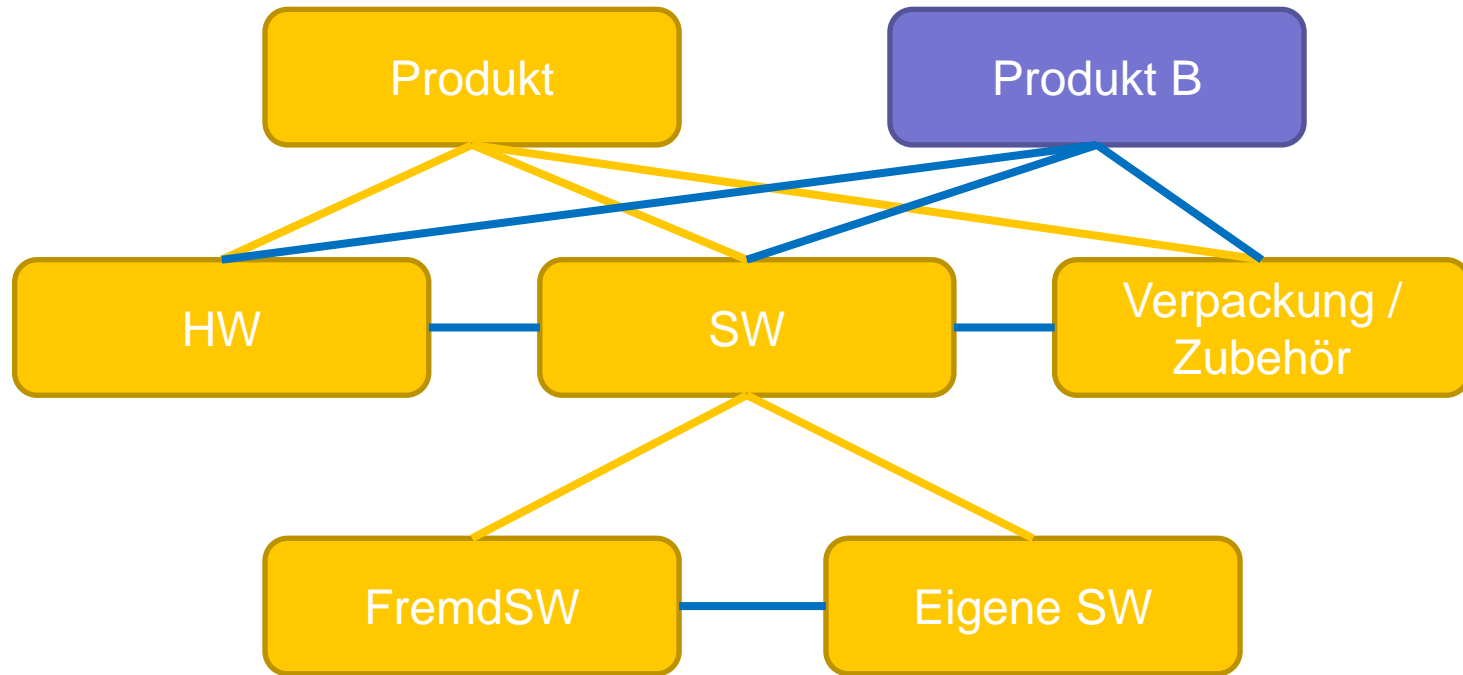 Produkt
Produkt B
HW
SW
Verpackung /
Zubehör
FremdSW
Eigene SW